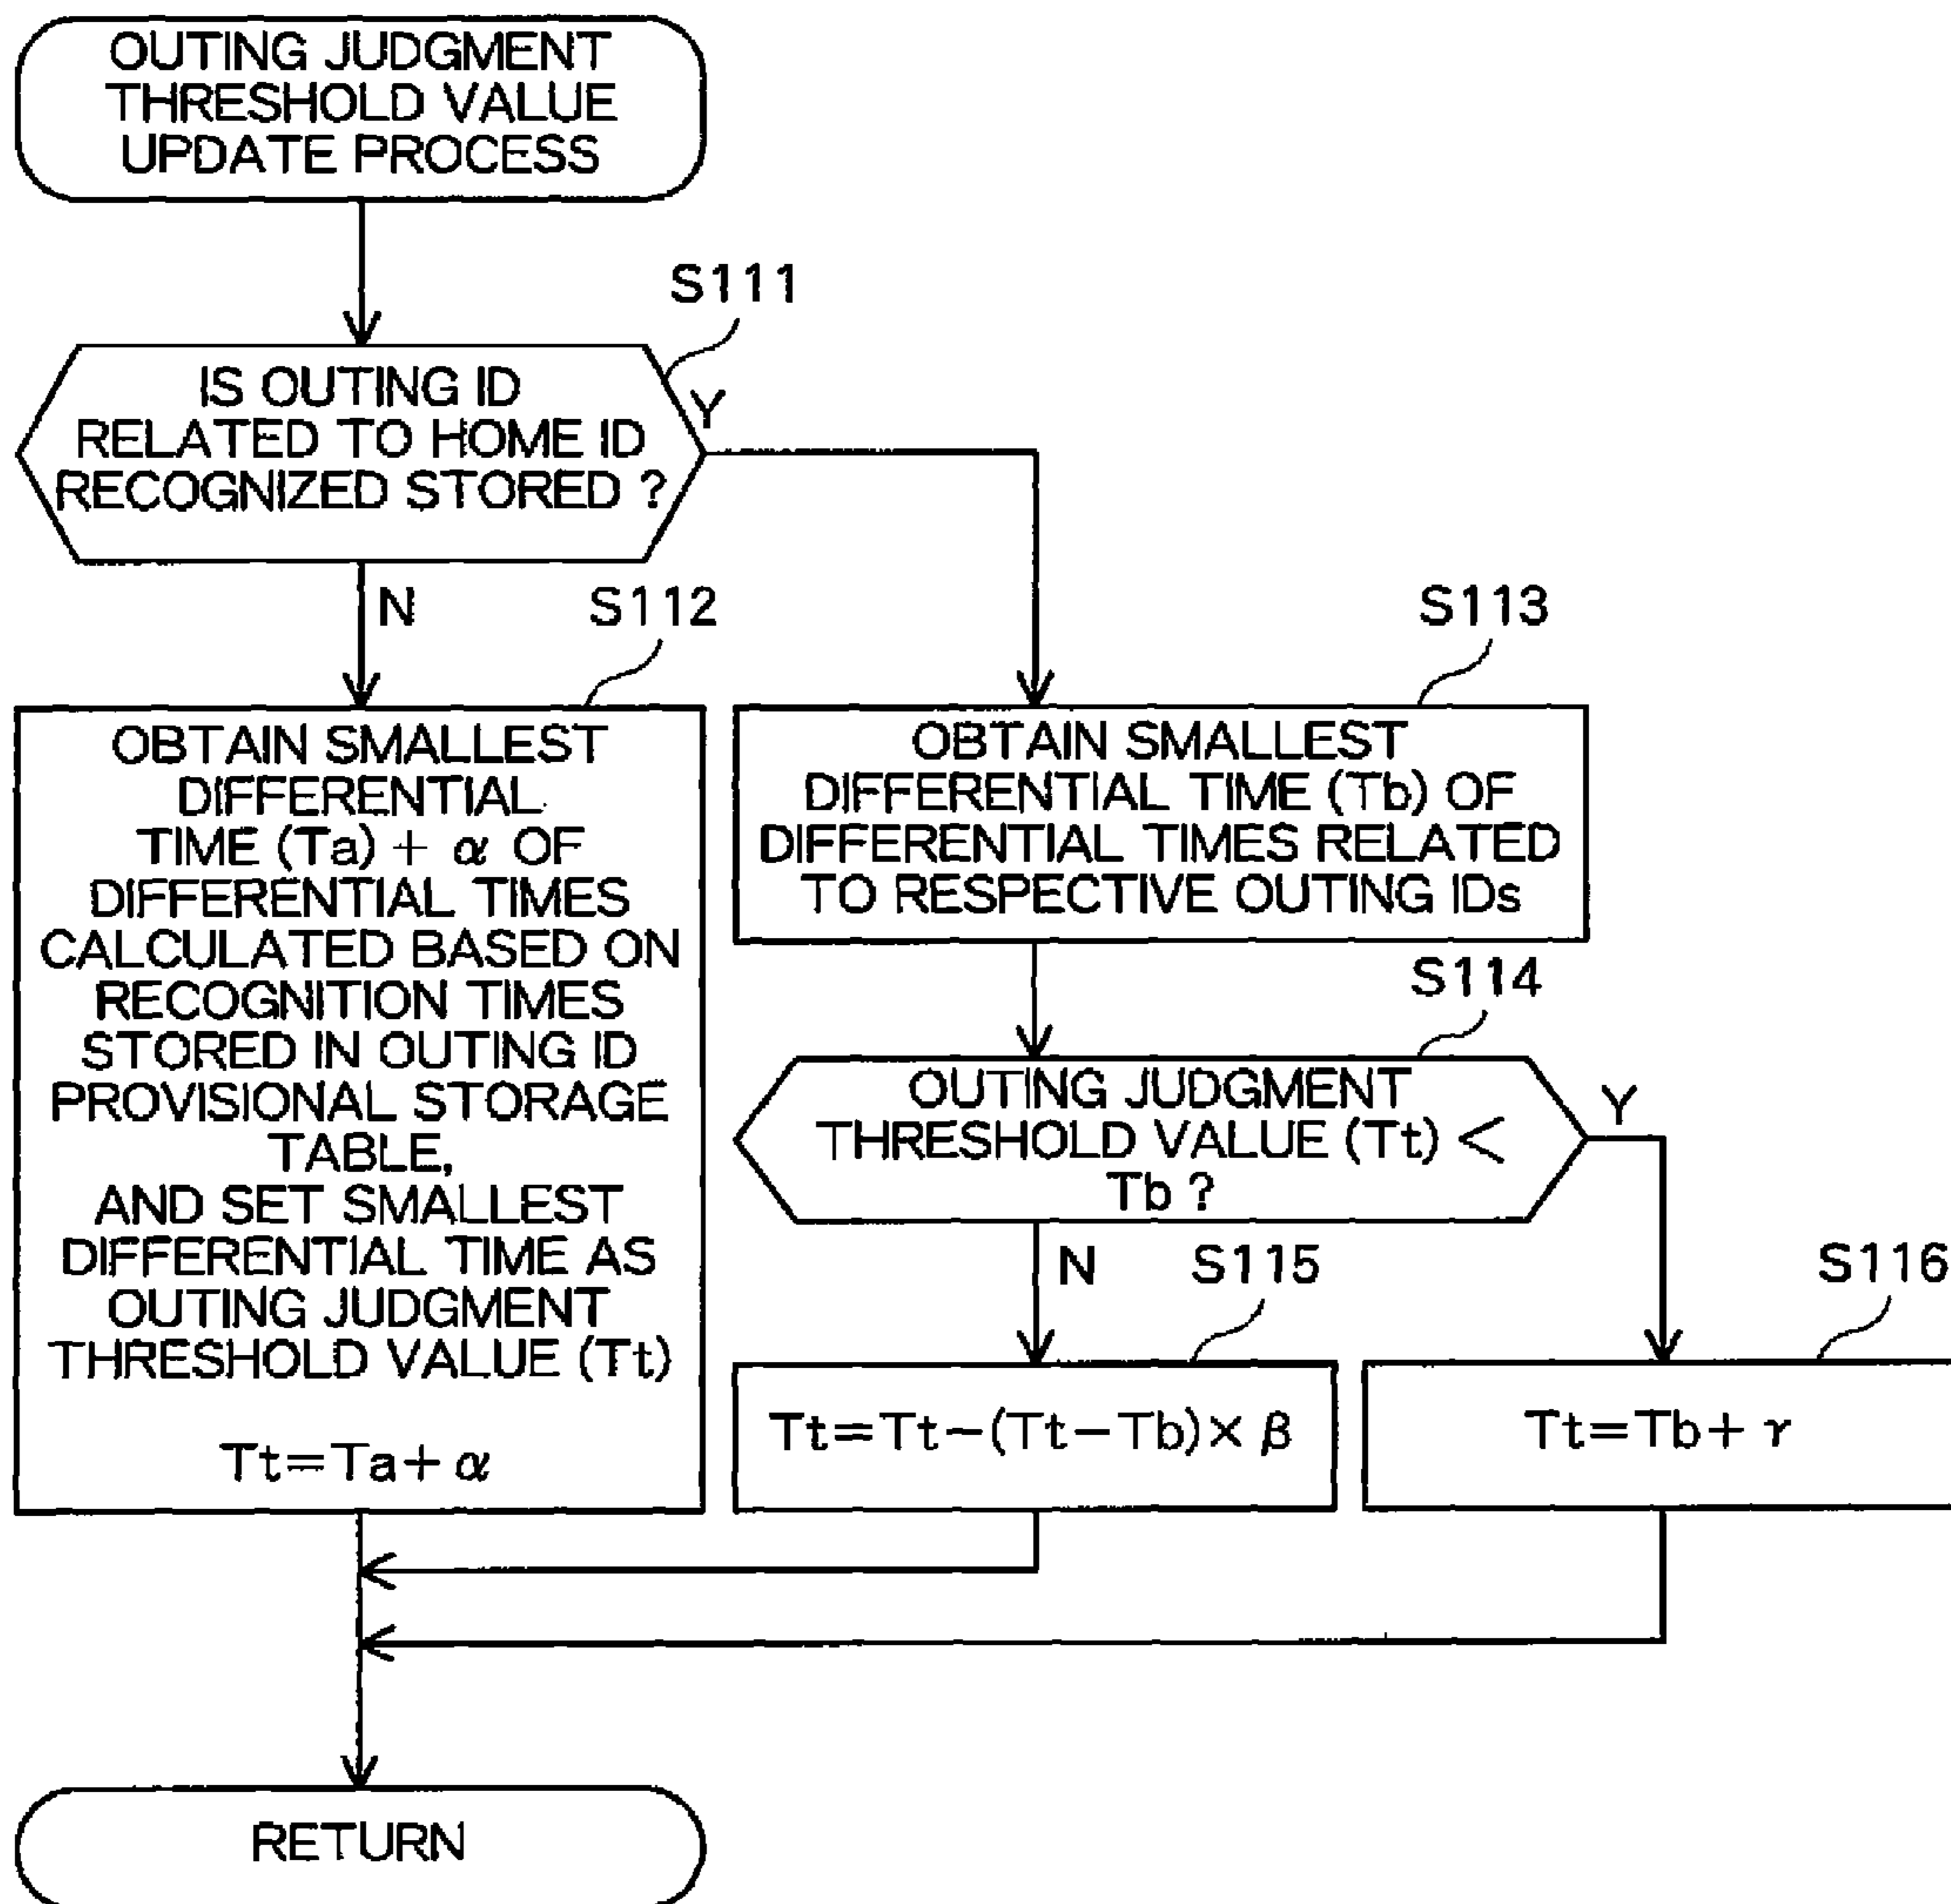 OUTING JUDGMENT
THRESHOLD VALUE
UPDATE PROCESS
S111
IS OUTING ID
RELATED TO HOME ID
RECOGNIZED STORED ?
Y
N
S112
OBTAIN SMALLEST
DIFFERENTIAL
TIME (Ta) + α OF
DIFFERENTIAL TIMES
CALCULATED BASED ON
RECOGNITION TIMES
STORED IN OUTING ID
PROVISIONAL STORAGE
TABLE,
AND SET SMALLEST
DIFFERENTIAL TIME AS
OUTING JUDGMENT
THRESHOLD VALUE (Tt)
Tt=Ta+ α
S113
OBTAIN SMALLEST
DIFFERENTIAL TIME (Tb) OF
DIFFERENTIAL TIMES RELATED
TO RESPECTIVE OUTING IDs
S114
OUTING JUDGMENT
THRESHOLD VALUE (Tt) <
Tb ?
Y
N
S115
Tt=Tt-(Tt-Tb)× β
S116
Tt=Tb+ γ
RETURN